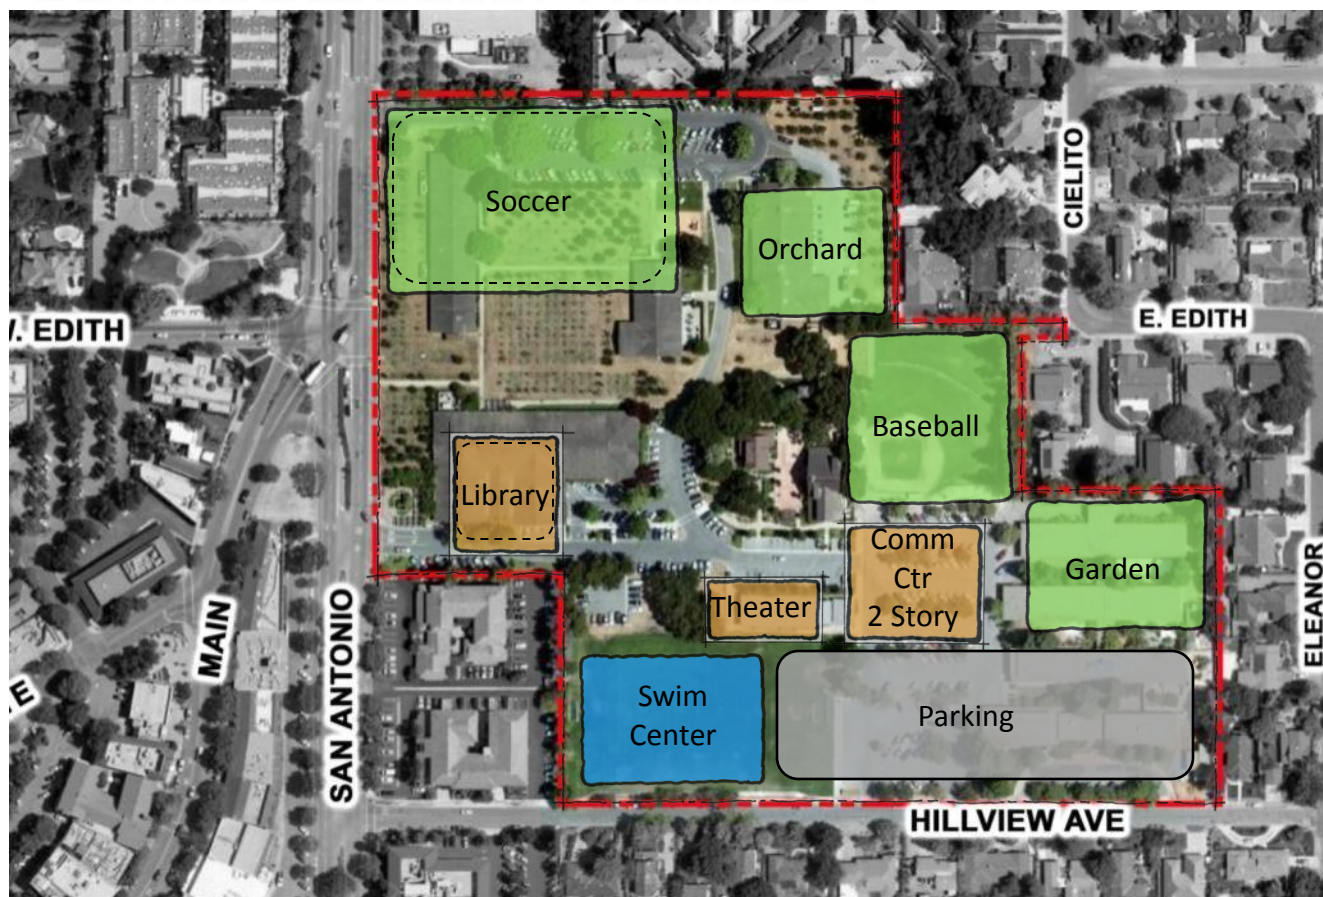 Soccer
CIELITO
Orchard
E. EDITH
EDITH
Baseball
Library
Comm
Ctr
2 Story
Garden
Theater
MAIN
SAN ANTONIO
ELEANOR
Swim
Center
Parking
HILLVIEW AVE